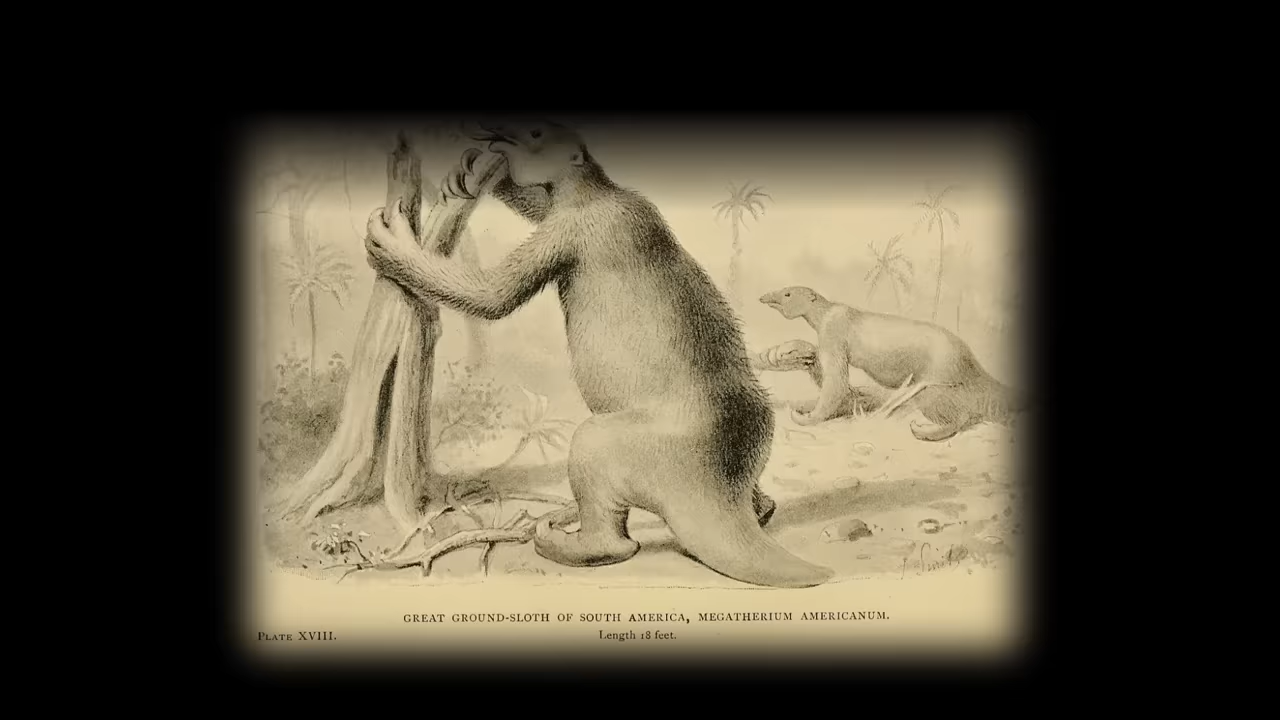 GREAT GROUND-SLOTH OF SOUTH AMERICA, MEGATHERIUM AMERICANUM.
PLATE XVIII.
Length 18 feet.